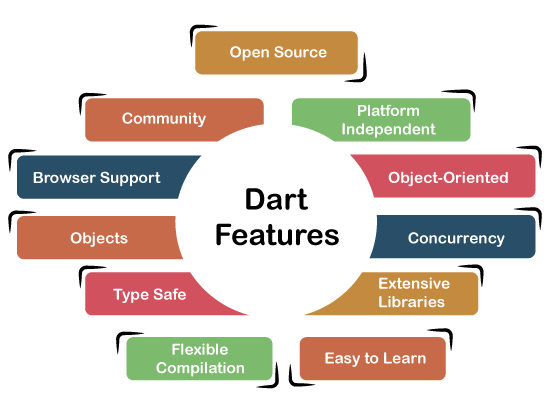 Open Source
Community
Platform
Independent
Browser Support
Object-Oriented
Dart
Features
Objects
Concurrency
Type Safe
Extensive
Libraries
Flexible
Compilation
Easy to Learn